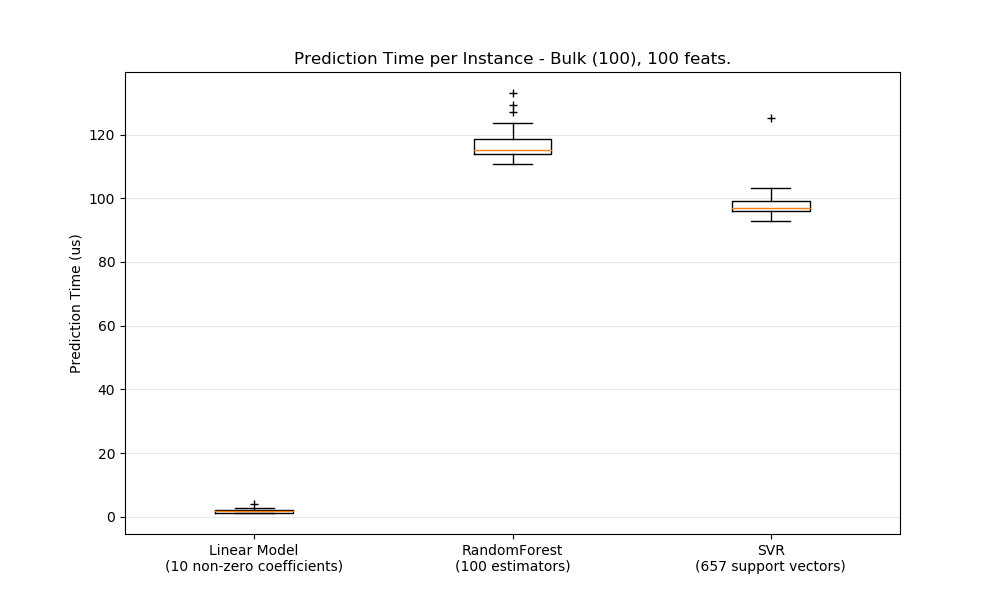 Prediction Time per Instance - Bulk (100), 100 feats.
Prediction Time (us)
120
100
80
60
40
20
0
Linear Model
(10 non-zero coefficients)
RandomForest
(100 estimators)
SVR
(657 support vectors)